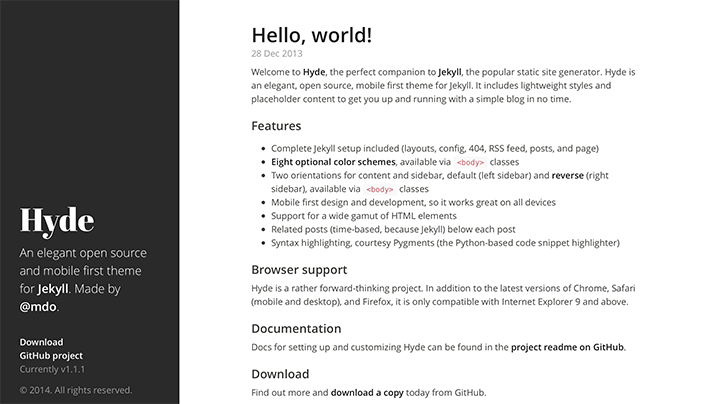 Hyde
An elegant open source
and mobile first theme
for Jekyll. Made by
@mdo.
Download
GitHub project
Currently v1.1.1
© 2014. All rights reserved.
Hello, world!
28 Dec 2013
Welcome to Hyde, the perfect companion to Jekyll, the popular static site generator. Hyde is
an elegant, open source, mobile first theme for Jekyll. It includes lightweight styles and
placeholder content to get you up and running with a simple blog in no time.
Features
• Complete Jekyll setup included (layouts, config, 404, RSS feed, posts, and page)
• Eight optional color schemes, available via <body> classes
• Two orientations for content and sidebar, default (left sidebar) and reverse (right
sidebar), available via <body> classes
• Mobile first design and development, so it works great on all devices
• Support for a wide gamut of HTML elements
• Related posts (time-based, because Jekyll) below each post
• Syntax highlighting, courtesy Pygments (the Python-based code snippet highlighter)
Browser support
Hyde is a rather forward-thinking project. In addition to the latest versions of Chrome, Safari
(mobile and desktop), and Firefox, it is only compatible with Internet Explorer 9 and above.
Documentation
Docs for setting up and customizing Hyde can be found in the project readme on GitHub.
Download
Find out more and download a copy today from GitHub.